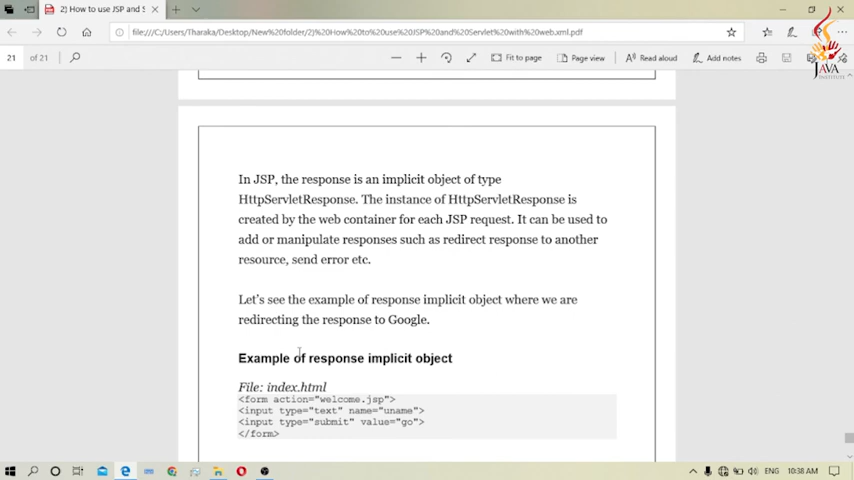 2) How to use JSP and S
file:///C:/Users/Tharaka/Desktop/New%20folder/2)%20How%20to%20use%20JSP%20and%20Servlet%20with%20web.xml.pdf
21 of 21
Fit to page
Page view
Read aloud
Add notes
JAVA
INSTITUTE
In JSP, the response is an implicit object of type
HttpServletResponse. The instance of HttpServletResponse is
created by the web container for each JSP request. It can be used to
add or manipulate responses such as redirect response to another
resource, send error etc.
Let's see the example of response implicit object where we are
redirecting the response to Google.
Example of response implicit object
File: index.html
<form action="welcome.jsp">
<input type="text" name="uname">
<input type="submit" value="go">
</form>
ENG
10:38 AM